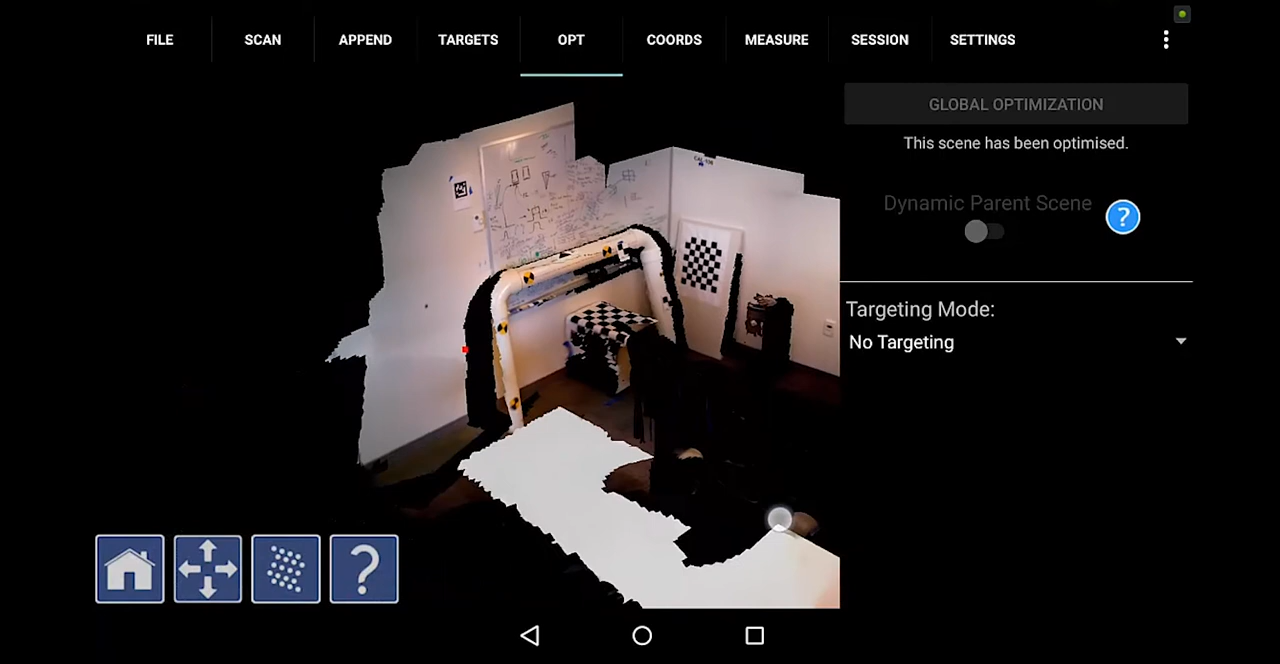 FILE
SCAN
APPEND
TARGETS
OPT
COORDS
MEASURE
SESSION
SETTINGS
GLOBAL OPTIMIZATION
This scene has been optimised.
Dynamic Parent Scene
?
Targeting Mode:
No Targeting
?